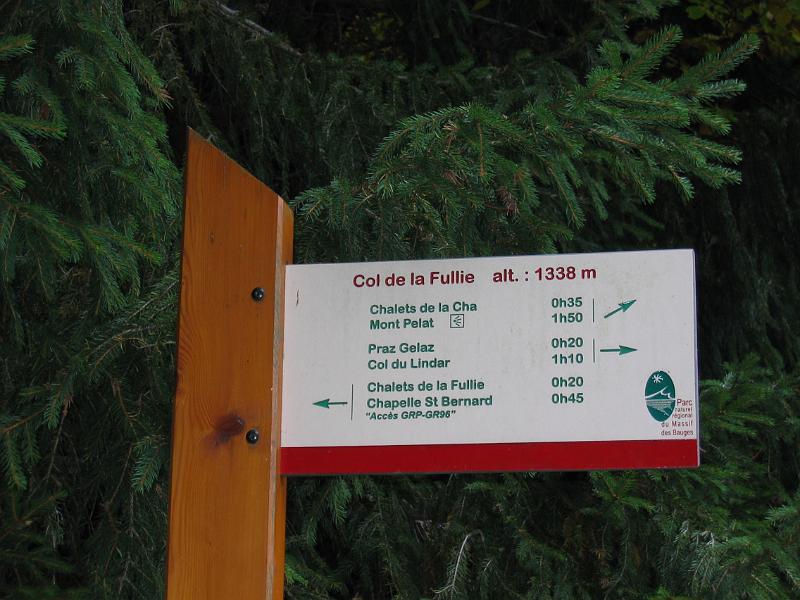 Col de la Fullie alt. : 1338 m
Chalets de la Cha 0h35
Mont Pelat 1h50
Praz Gelaz 0h20
Col du Lindar 1h10
Chalets de la Fullie 0h20
Chapelle St Bernard 0h45
"Accès GRP-GR96"
Parc
naturel
régional
du Massif
des Bauges